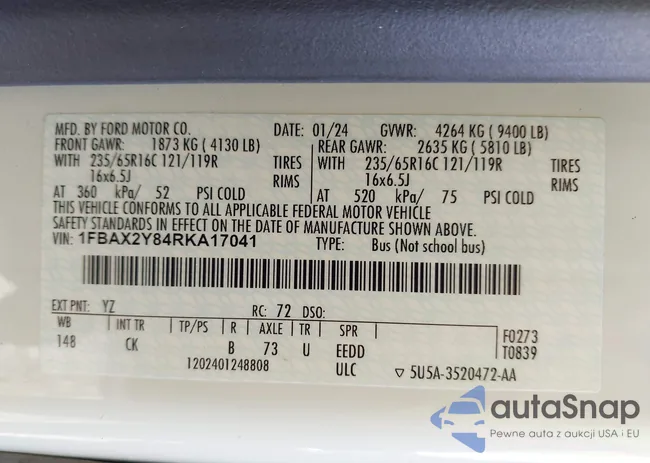 MFD. BY FORD MOTOR CO. DATE: 01/24 GVWR: 4264 KG ( 9400 LB)
FRONT GAWR: 1873 KG ( 4130 LB) REAR GAWR: 2635 KG ( 5810 LB)
WITH 235/65R16C 121/119R TIRES WITH 235/65R16C 121/119R TIRES
16x6.5J RIMS 16x6.5J RIMS
AT 360 kPa/ 52 PSI COLD AT 520 kPa/ 75 PSI COLD
THIS VEHICLE CONFORMS TO ALL APPLICABLE FEDERAL MOTOR VEHICLE
SAFETY STANDARDS IN EFFECT ON THE DATE OF MANUFACTURE SHOWN ABOVE.
VIN: 1FBAX2Y84RKA17041 TYPE: Bus (Not school bus)
EXT PNT: YZ RC: 72 DSO:
WB INT TR TP/PS R AXLE TR SPR F0273
148 CK B 73 U EEDD T0839
1202401248808 ULC ▽ 5U5A-3520472-AA
autaSnap
Pewne auta z aukcji USA i EU